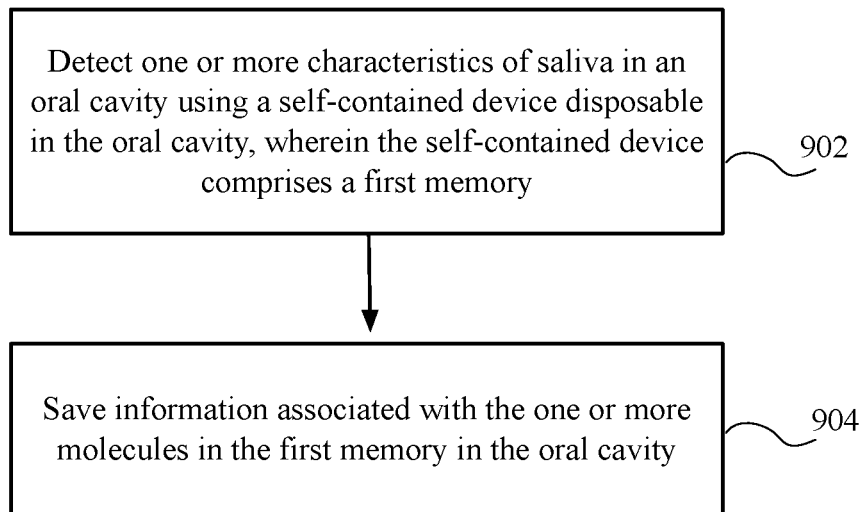 Detect one or more characteristics of saliva in an
oral cavity using a self-contained device disposable
in the oral cavity, wherein the self-contained device
comprises a first memory
902
Save information associated with the one or more
molecules in the first memory in the oral cavity
904